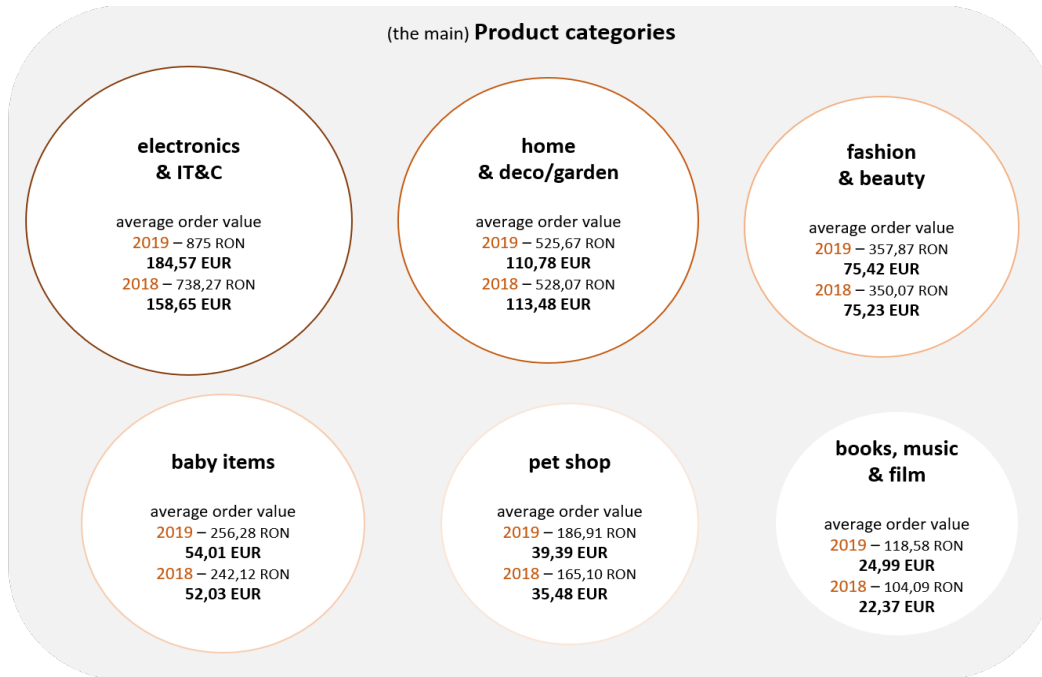 (the main) Product categories
electronics
& IT&C
average order value
2019 – 875 RON
184,57 EUR
2018 – 738,27 RON
158,65 EUR
home
& deco/garden
average order value
2019 – 525,67 RON
110,78 EUR
2018 – 528,07 RON
113,48 EUR
fashion
& beauty
average order value
2019 – 357,87 RON
75,42 EUR
2018 – 350,07 RON
75,23 EUR
baby items
average order value
2019 – 256,28 RON
54,01 EUR
2018 – 242,12 RON
52,03 EUR
pet shop
average order value
2019 – 186,91 RON
39,39 EUR
2018 – 165,10 RON
35,48 EUR
books, music
& film
average order value
2019 – 118,58 RON
24,99 EUR
2018 – 104,09 RON
22,37 EUR